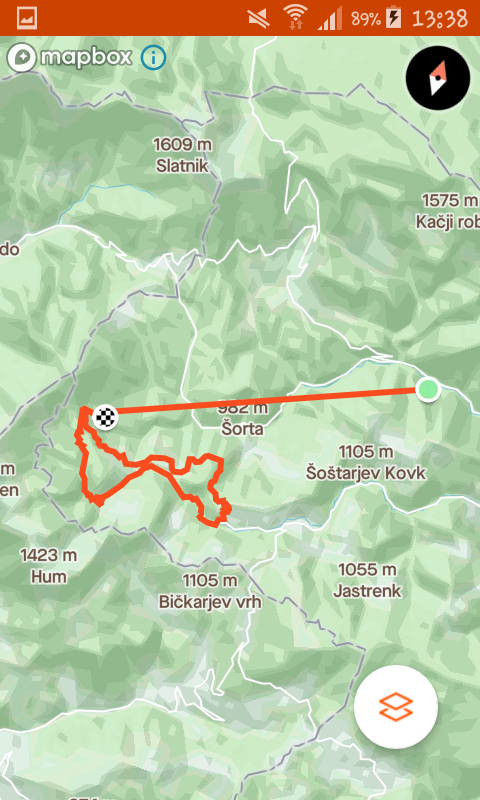 89% 13:38
mapbox i
1609 m
Slatnik
1575 m
Kačji rob
do
982 m
Šorta
1105 m
Šoštarjev Kovk
m
en
1423 m
Hum
1055 m
Jastrenk
1105 m
Bičkarjev vrh